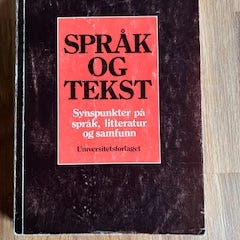 SPRÅK
OG
TEKST
Synspunkter på
språk, litteratur
og samfunn
Universitetsforlaget